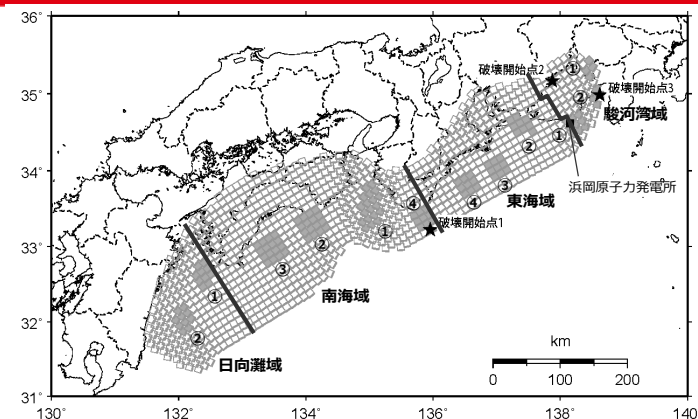 36°
破壊開始点2
①
破壊開始点3
35°
②
駿河湾域
②
①
34°
浜岡原子力発電所
③
④
④
東海域
破壊開始点1
33°
①
②
③
①
南海域
32°
②
日向灘域
km
0 100 200
31°
130° 132° 134° 136° 138° 140